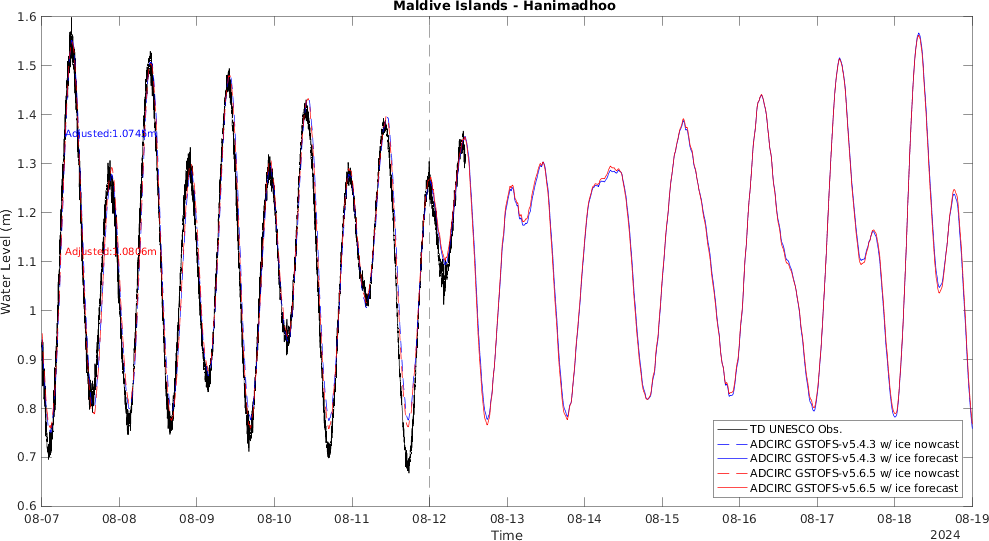 Maldive Islands - Hanimadhoo
Water Level (m)
1.6
1.5
1.4
1.3
1.2
1.1
1
0.9
0.8
0.7
0.6
Adjusted:1.0745m
Adjusted:1.0806m
TD UNESCO Obs.
ADCIRC GSTOFS-v5.4.3 w/ ice nowcast
ADCIRC GSTOFS-v5.4.3 w/ ice forecast
ADCIRC GSTOFS-v5.6.5 w/ ice nowcast
ADCIRC GSTOFS-v5.6.5 w/ ice forecast
08-07 08-08 08-09 08-10 08-11 08-12 08-13 08-14 08-15 08-16 08-17 08-18 08-19
Time
2024